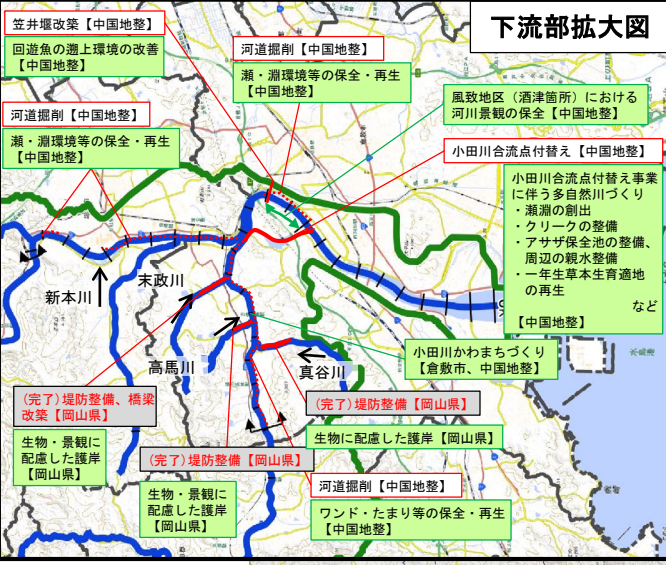 下流部拡大図
笠井堰改築【中国地整】
回遊魚の遡上環境の改善
【中国地整】
河道掘削【中国地整】
瀬・淵環境等の保全・再生
【中国地整】
河道掘削【中国地整】
瀬・淵環境等の保全・再生
【中国地整】
風致地区（酒津箇所）における
河川景観の保全【中国地整】
小田川合流点付替え【中国地整】
小田川合流点付替え事業
に伴う多自然川づくり
・瀬淵の創出
・クリークの整備
・アサザ保全池の整備、
周辺の親水整備
・一年生草本生育適地
の再生
など
【中国地整】
新本川
末政川
高馬川
真谷川
小田川かわまちづくり
【倉敷市、中国地整】
(完了)堤防整備、橋梁
改築【岡山県】
生物・景観に
配慮した護岸
【岡山県】
(完了)堤防整備【岡山県】
生物・景観に
配慮した護岸
【岡山県】
(完了)堤防整備【岡山県】
生物に配慮した護岸【岡山県】
河道掘削【中国地整】
ワンド・たまり等の保全・再生
【中国地整】